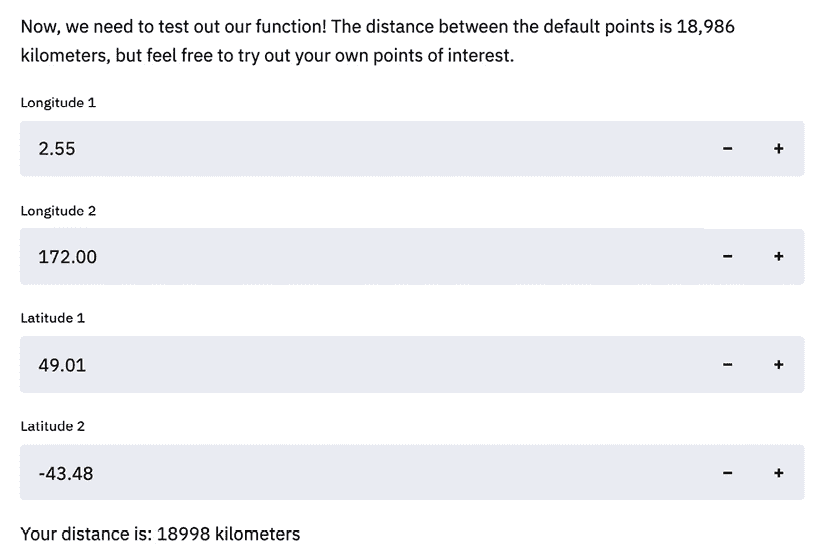 Now, we need to test out our function! The distance between the default points is 18,986
kilometers, but feel free to try out your own points of interest.
Longitude 1
2.55 − +
Longitude 2
172.00 − +
Latitude 1
49.01 − +
Latitude 2
-43.48 − +
Your distance is: 18998 kilometers